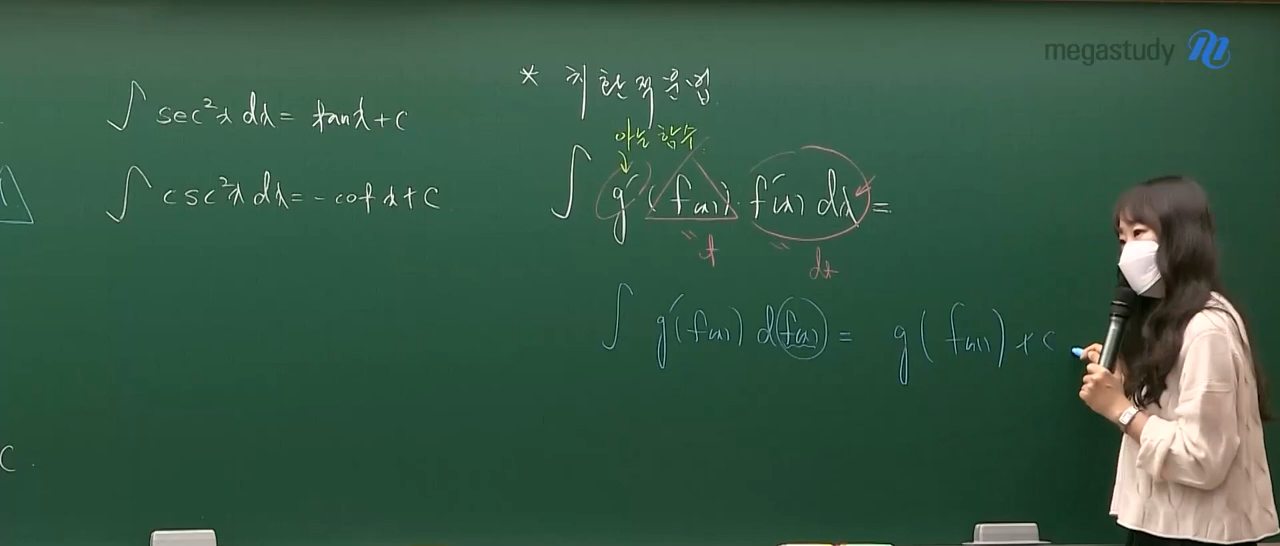 megastudy
∫ sec²x dx = tanx + C
∫ csc²x dx = - cot x + C
C.
* 치환적분법
아는 함수
∫ g'(f(x)) f'(x) dx =
" t " dt
∫ g'(f(x)) d(f(x)) = g(f(x)) + C